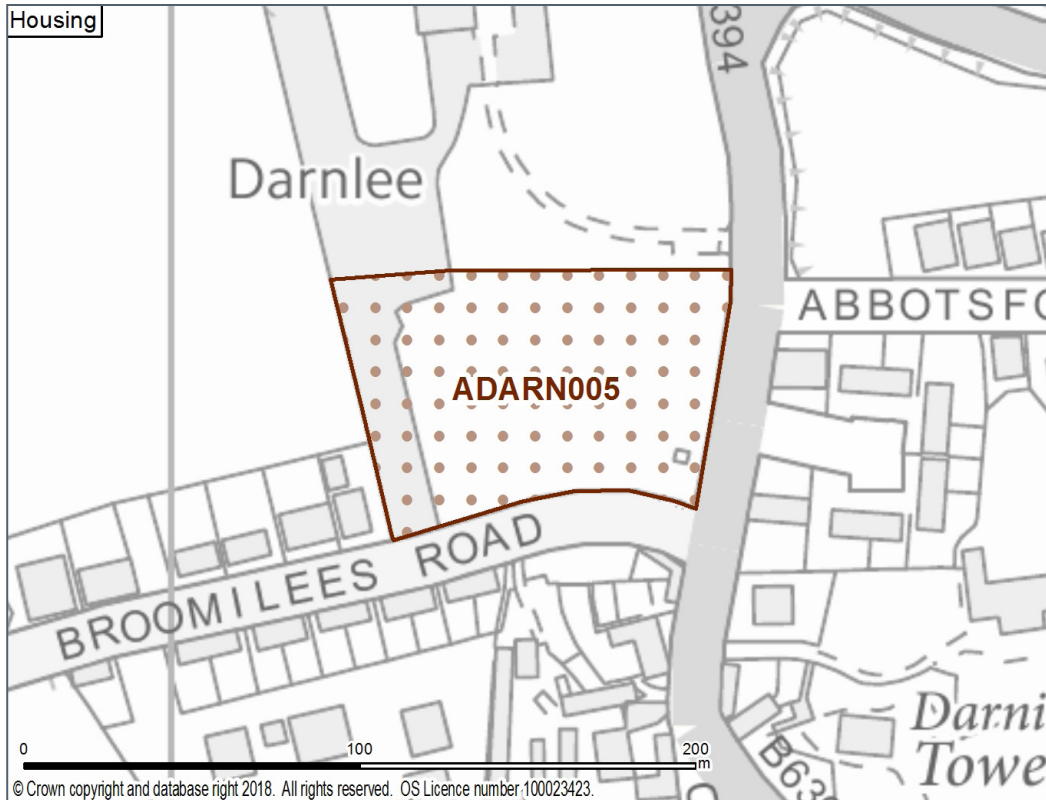 Housing
394
Darnlee
ABBOTSFO
ADARN005
BROOMILEES ROAD
Darni
Towe
B63
0 100 200
m
© Crown copyright and database right 2018. All rights reserved. OS Licence number 100023423.